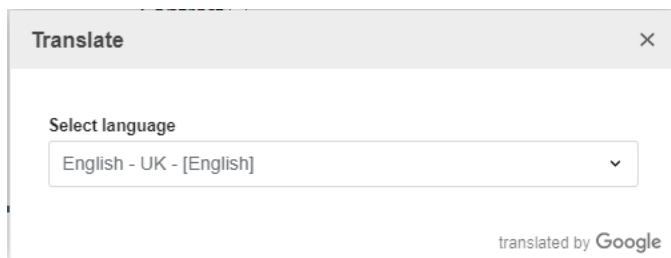 Translate
Select language
English - UK - [English]
translated by Google